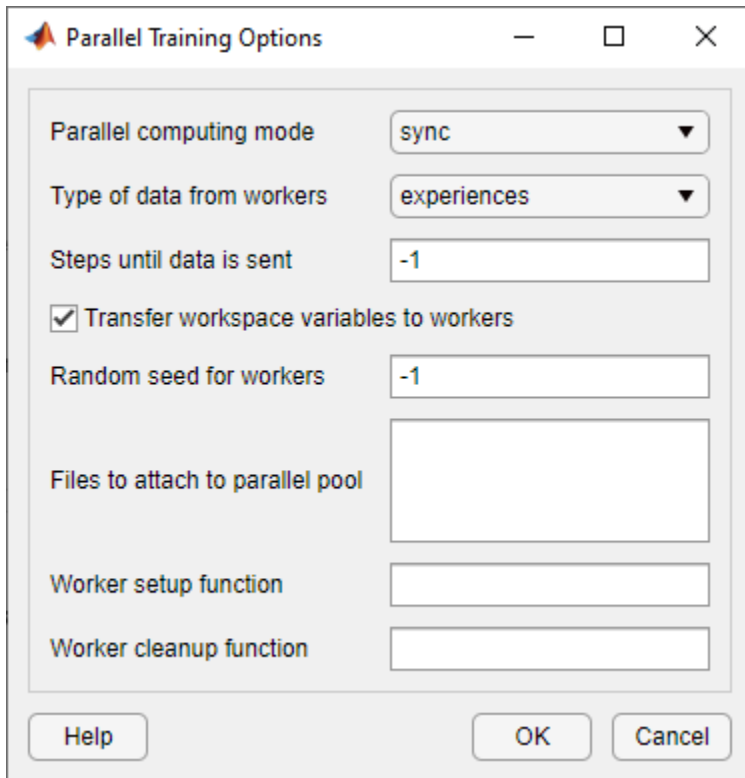 Parallel Training Options
Parallel computing mode sync
Type of data from workers experiences
Steps until data is sent -1
Transfer workspace variables to workers
Random seed for workers -1
Files to attach to parallel pool
Worker setup function
Worker cleanup function
Help OK Cancel